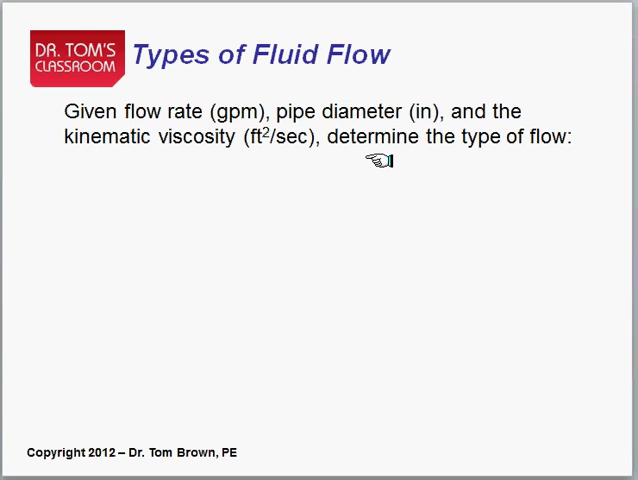 DR. TOM'S
CLASSROOM
Types of Fluid Flow
Given flow rate (gpm), pipe diameter (in), and the
kinematic viscosity (ft²/sec), determine the type of flow:
Copyright 2012 – Dr. Tom Brown, PE